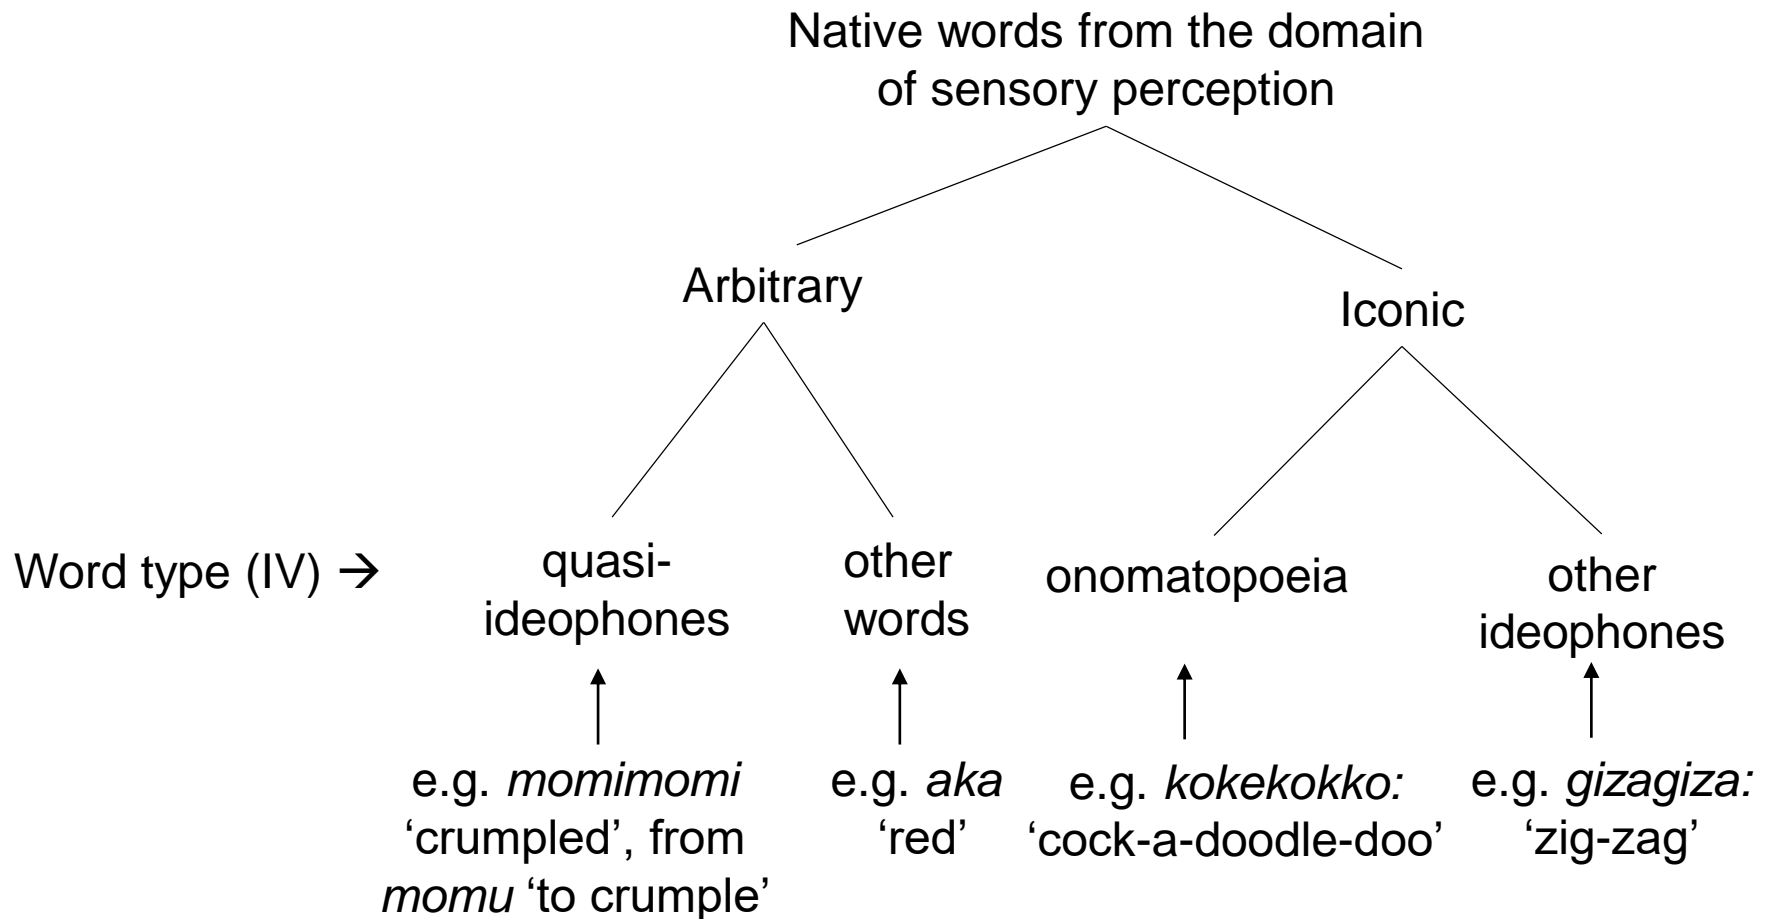 Native words from the domain
of sensory perception
Arbitrary
Iconic
Word type (IV) →
quasi-
ideophones
other
words
onomatopoeia
other
ideophones
e.g. momimomi
‘crumpled’, from
momu ‘to crumple’
e.g. aka
‘red’
e.g. kokekokko:
‘cock-a-doodle-doo’
e.g. gizagiza:
‘zig-zag’